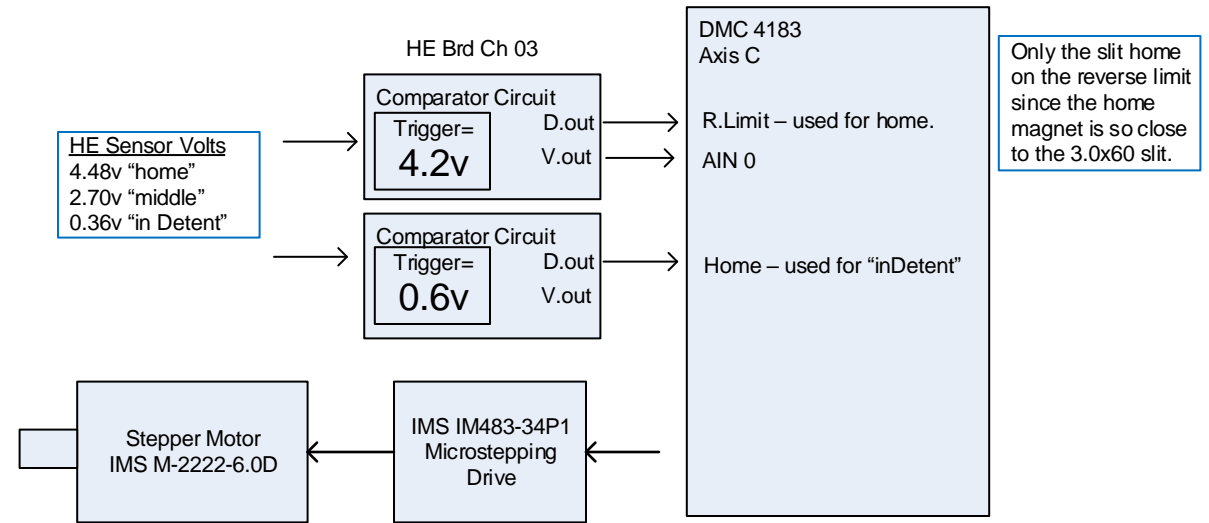 HE Brd Ch 03
HE Sensor Volts
4.48v “home”
2.70v “middle”
0.36v “in Detent”
Comparator Circuit
Trigger=
4.2v
D.out
V.out
Comparator Circuit
Trigger=
0.6v
D.out
V.out
DMC 4183
Axis C
R.Limit – used for home.
AIN 0
Home – used for “inDetent”
Only the slit home
on the reverse limit
since the home
magnet is so close
to the 3.0x60 slit.
Stepper Motor
IMS M-2222-6.0D
IMS IM483-34P1
Microstepping
Drive